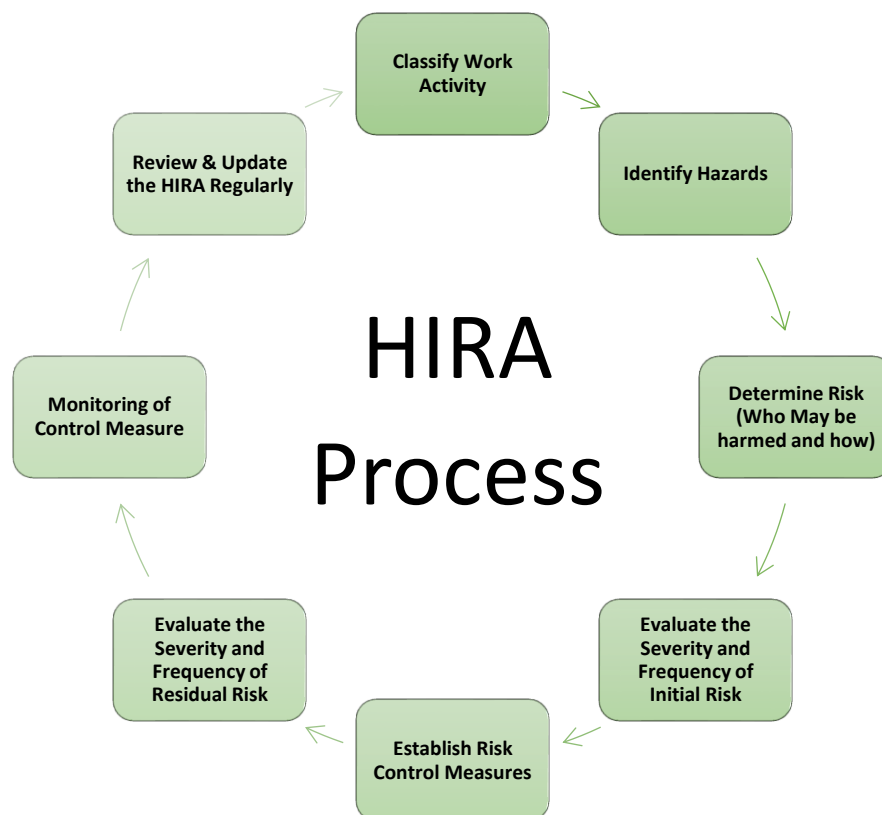 Classify Work
Activity
Identify Hazards
Determine Risk
(Who May be
harmed and how)
Evaluate the
Severity and
Frequency of
Initial Risk
Establish Risk
Control Measures
Evaluate the
Severity and
Frequency of
Residual Risk
Monitoring of
Control Measure
Review & Update
the HIRA Regularly
HIRA
Process